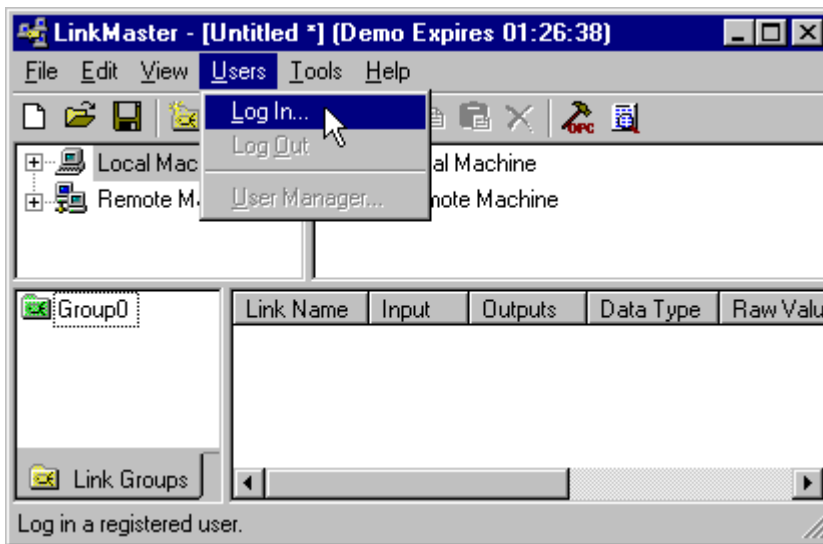 LinkMaster - [Untitled *] (Demo Expires 01:26:38)
File Edit View Users Tools Help
Log In...
Log Out
User Manager...
OPC
Local Mac
Remote M
al Machine
note Machine
Group0
Link Groups
Link Name Input Outputs Data Type Raw Valu
Log in a registered user.